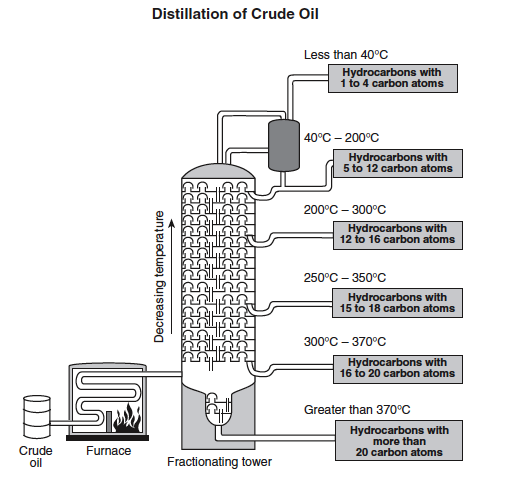 Distillation of Crude Oil
Less than 40°C
Hydrocarbons with
1 to 4 carbon atoms
40°C – 200°C
Hydrocarbons with
5 to 12 carbon atoms
200°C – 300°C
Hydrocarbons with
12 to 16 carbon atoms
250°C – 350°C
Hydrocarbons with
15 to 18 carbon atoms
300°C – 370°C
Hydrocarbons with
16 to 20 carbon atoms
Greater than 370°C
Hydrocarbons with
more than
20 carbon atoms
Decreasing temperature
Crude
oil
Furnace
Fractionating tower